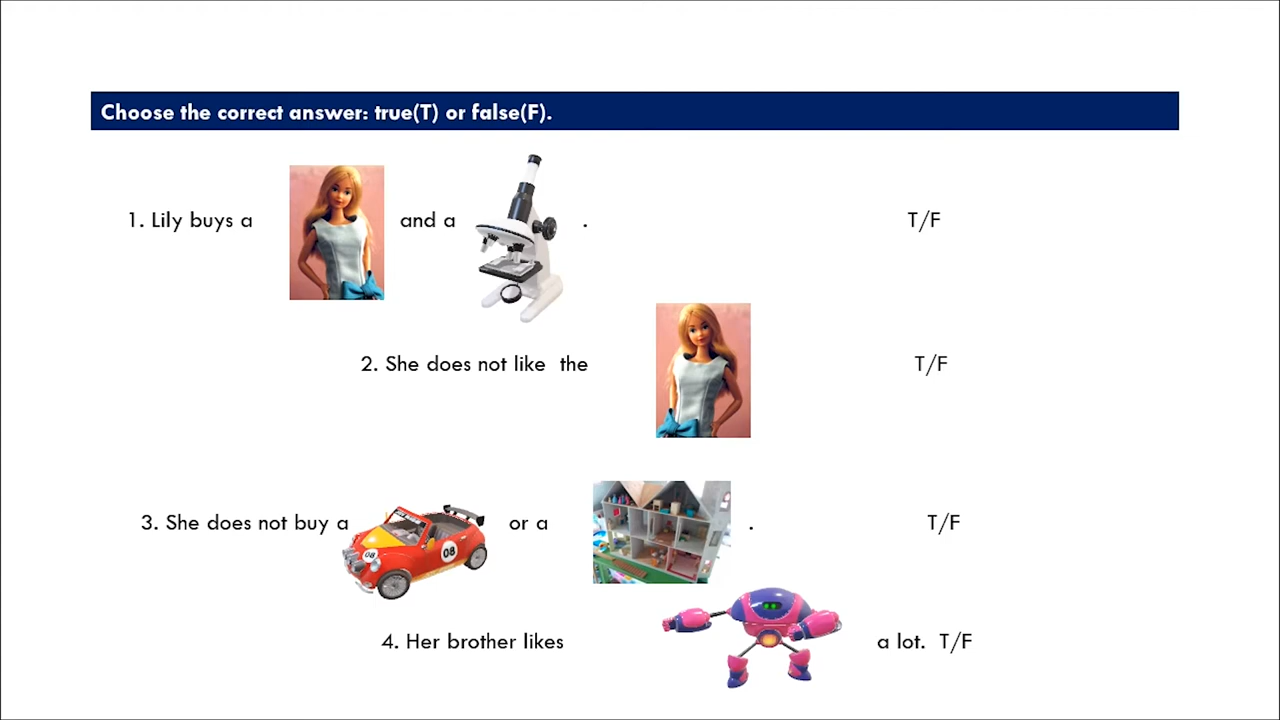 Choose the correct answer: true(T) or false(F).
1. Lily buys a and a . T/F
2. She does not like the T/F
3. She does not buy a 08 08 or a . T/F
4. Her brother likes a lot. T/F